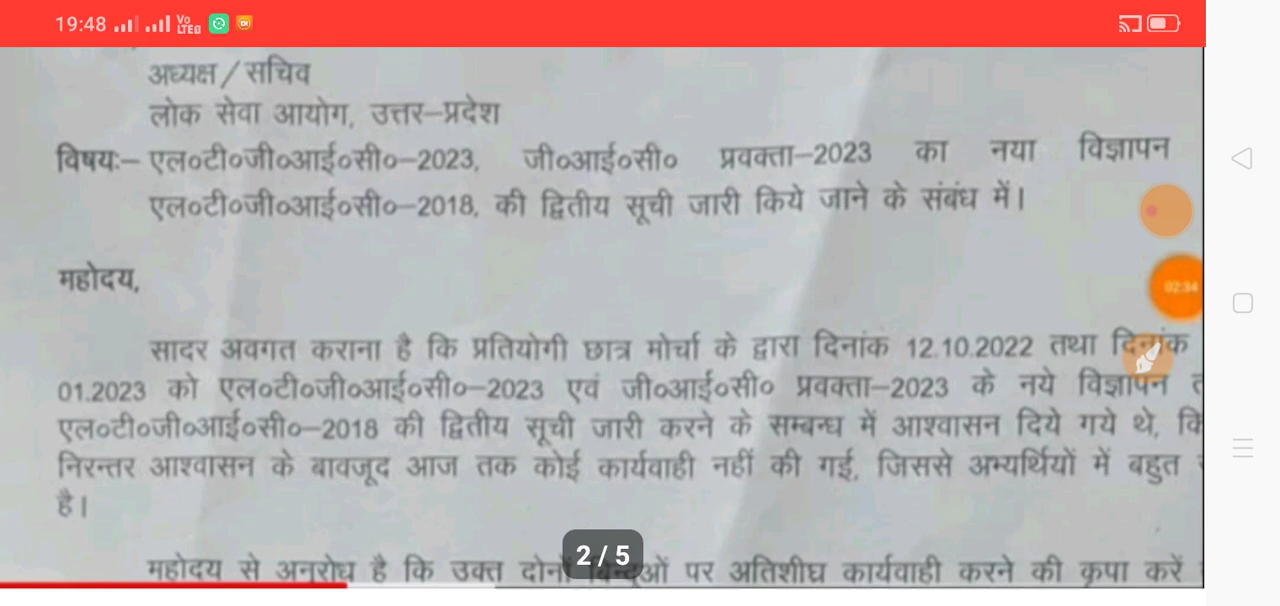 19:48 Vo LTE
अध्यक्ष / सचिव
लोक सेवा आयोग, उत्तर–प्रदेश
विषयः– एल०टी०जी०आई०सी०–2023, जी०आई०सी० प्रवक्ता–2023 का नया विज्ञापन
एल०टी०जी०आई०सी०–2018, की द्वितीय सूची जारी किये जाने के संबंध में।
02:34
महोदय,
सादर अवगत कराना है कि प्रतियोगी छात्र मोर्चा के द्वारा दिनांक 12.10.2022 तथा दिनांक
01.2023 को एल०टी०जी०आई०सी०–2023 एवं जी०आई०सी० प्रवक्ता–2023 के नये विज्ञापन
एल०टी०जी०आई०सी०–2018 की द्वितीय सूची जारी करने के सम्बन्ध में आश्वासन दिये गये थे,
निरन्तर आश्वासन के बावजूद आज तक कोई कार्यवाही नहीं की गई, जिससे अभ्यर्थियों में बहुत
है।
2 / 5
महोदय से अनुरोध है कि उक्त दोनों बिन्दुओं पर अतिशीघ्र कार्यवाही करने की कृपा करें